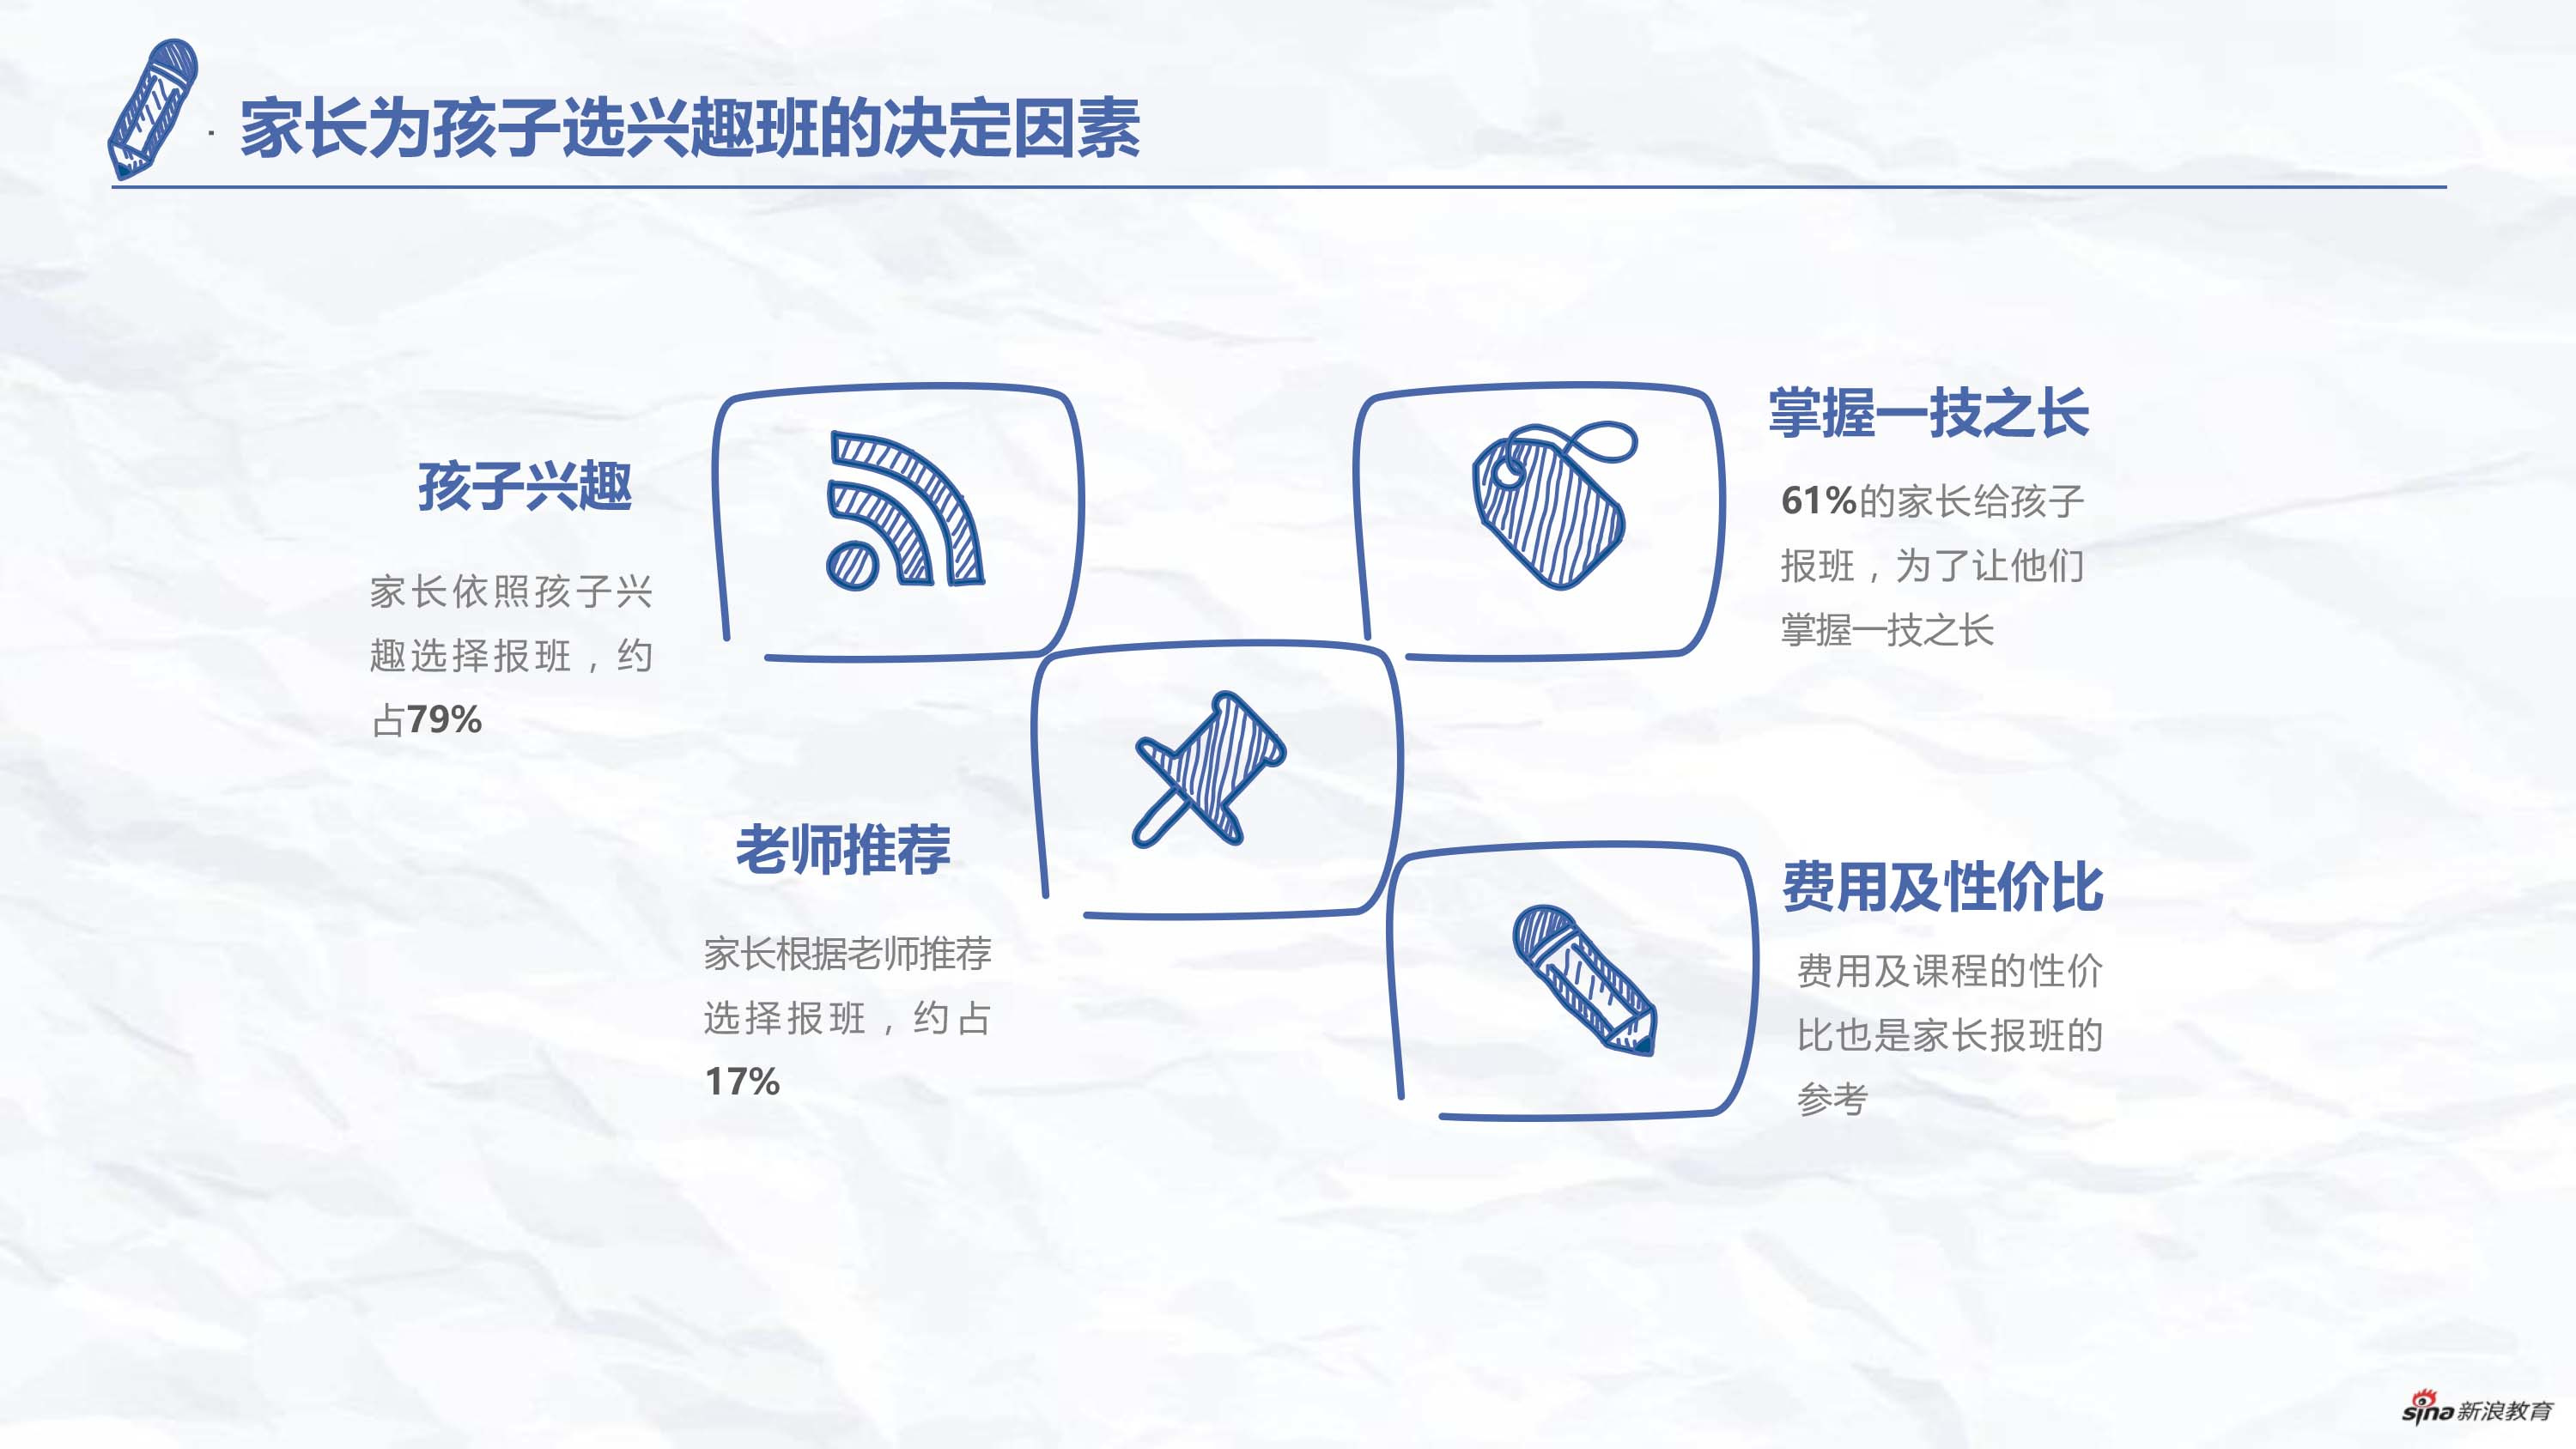 家长为孩子选兴趣班的决定因素
孩子兴趣
家长依照孩子兴
趣选择报班，约
占79%
掌握一技之长
61%的家长给孩子
报班，为了让他们
掌握一技之长
老师推荐
家长根据老师推荐
选择报班，约占
17%
费用及性价比
费用及课程的性价
比也是家长报班的
参考
sina新浪教育